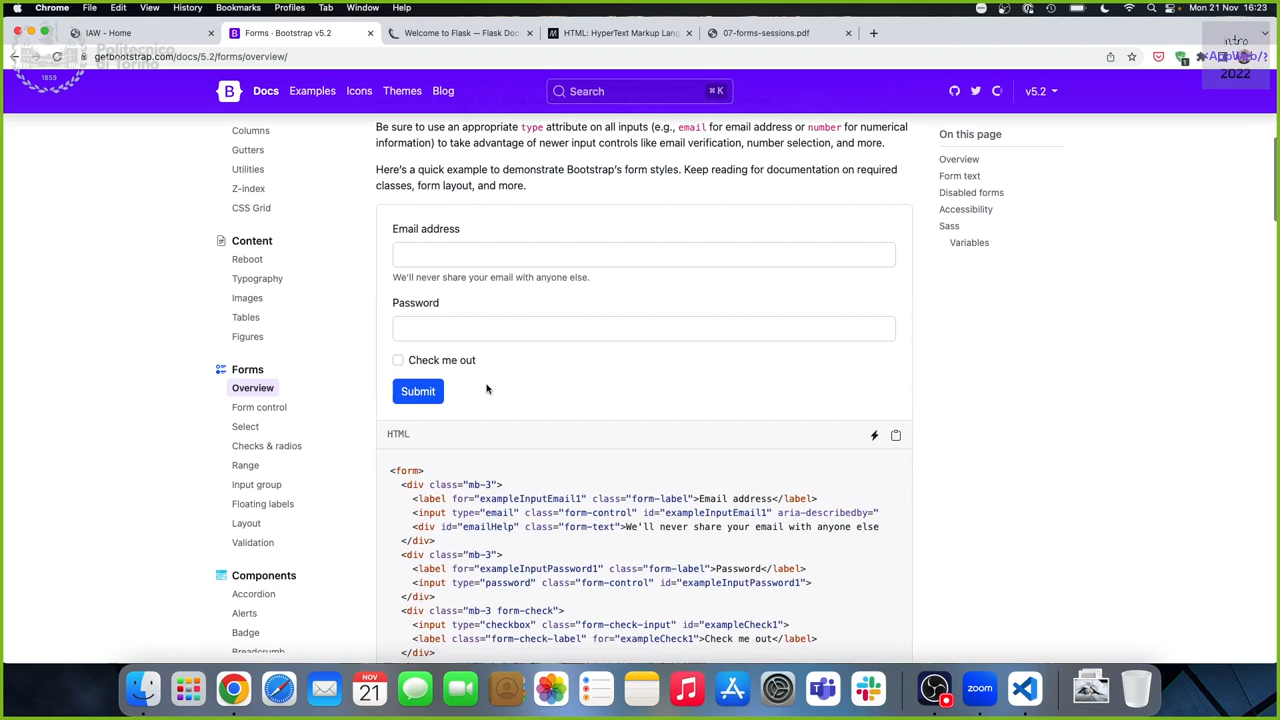 Chrome File Edit View History Bookmarks Profiles Tab Window Help Mon 21 Nov 16:23
IAW - Home
Forms · Bootstrap v5.2
Welcome to Flask — Flask Doc
HTML: HyperText Markup Lang
07-forms-sessions.pdf
Politecnico
di Torino
1859
getbootstrap.com/docs/5.2/forms/overview/
Intro
<AppWeb/>
2022
B Docs Examples Icons Themes Blog
Search ⌘ K
v5.2
Columns
Gutters
Utilities
Z-index
CSS Grid
Content
Reboot
Typography
Images
Tables
Figures
Forms
Overview
Form control
Select
Checks & radios
Range
Input group
Floating labels
Layout
Validation
Components
Accordion
Alerts
Badge
Breadcrumb
Be sure to use an appropriate type attribute on all inputs (e.g., email for email address or number for numerical
information) to take advantage of newer input controls like email verification, number selection, and more.
Here's a quick example to demonstrate Bootstrap's form styles. Keep reading for documentation on required
classes, form layout, and more.
Email address
We'll never share your email with anyone else.
Password
Check me out
Submit
HTML
<form>
<div class="mb-3">
<label for="exampleInputEmail1" class="form-label">Email address</label>
<input type="email" class="form-control" id="exampleInputEmail1" aria-describedby="
<div id="emailHelp" class="form-text">We'll never share your email with anyone else
</div>
<div class="mb-3">
<label for="exampleInputPassword1" class="form-label">Password</label>
<input type="password" class="form-control" id="exampleInputPassword1">
</div>
<div class="mb-3 form-check">
<input type="checkbox" class="form-check-input" id="exampleCheck1">
<label class="form-check-label" for="exampleCheck1">Check me out</label>
</div>
On this page
Overview
Form text
Disabled forms
Accessibility
Sass
Variables
NOV
21
zoom